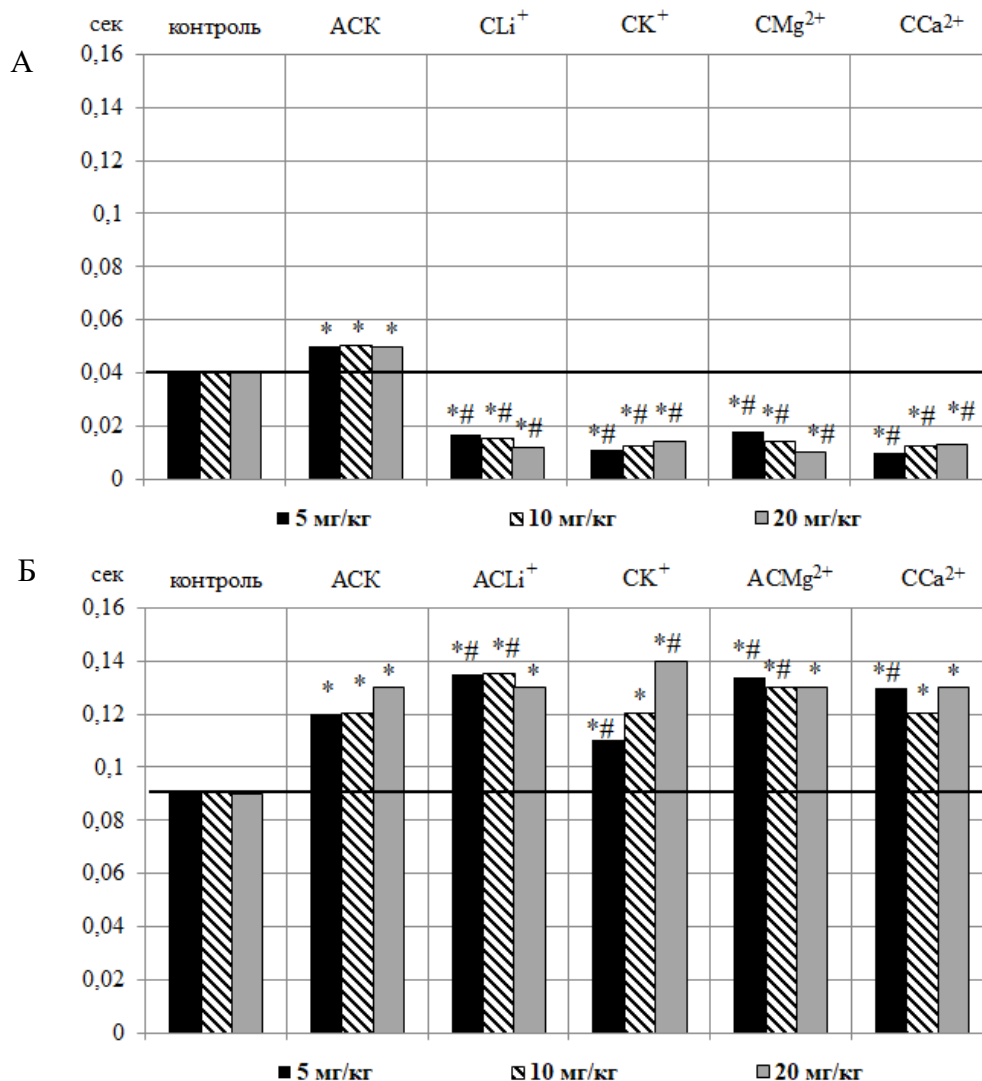 А
сек контроль АСК CLi⁺ CK⁺ CMg²⁺ CCa²⁺
0,16
0,14
0,12
0,1
0,08
0,06
* * *
0,04
*# *# *# *# *# *# *# *# *# *# *# *#
0,02
0
5 мг/кг 10 мг/кг 20 мг/кг
Б
сек контроль АСК ACLi⁺ CK⁺ ACMg²⁺ CCa²⁺
0,16
0,14
* * * *# *# * *# * *# *# *# * *# * *
0,12
0,1
0,08
0,06
0,04
0,02
0
5 мг/кг 10 мг/кг 20 мг/кг